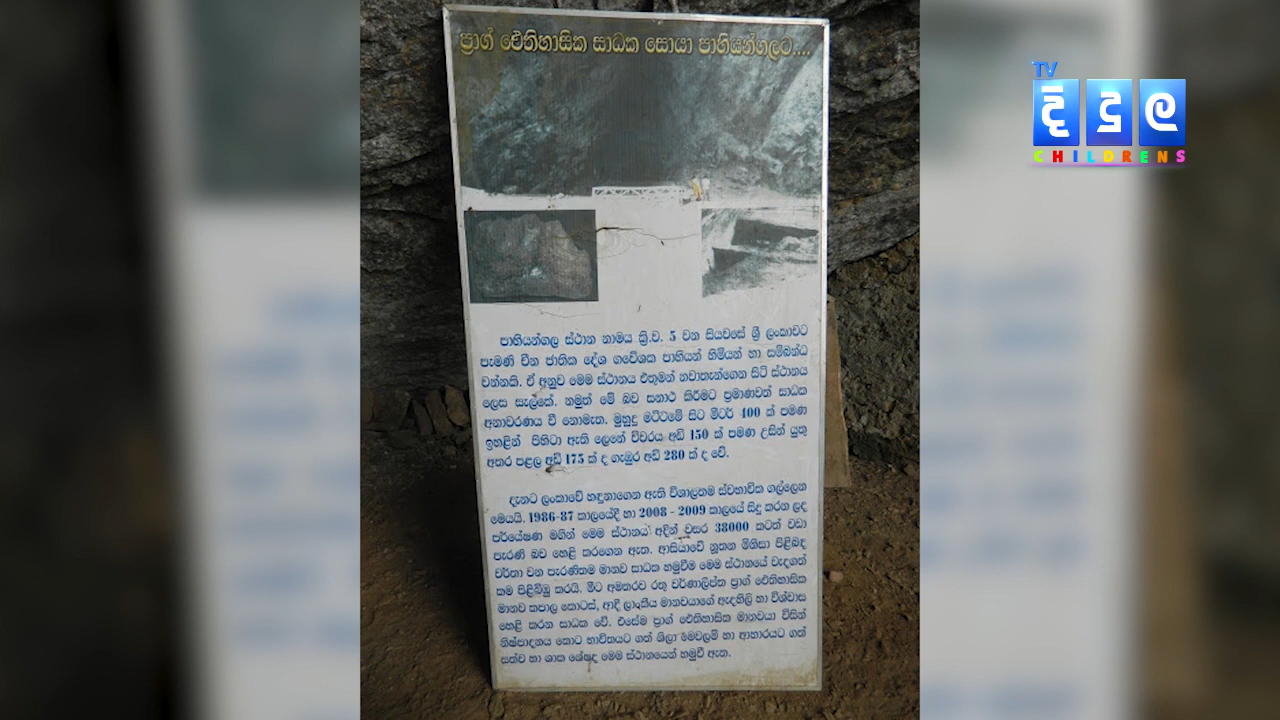 ප්‍රාග් ඓතිහාසික සාධක සොයා පාහියන්ගලට....
TV
දි දු ල
CHILDRENS
පාහියන්ගල ස්ථාන නාමය ක්‍රි.ව. 5 වන සියවසේ ශ්‍රී ලංකාවට
පැමණි චීන ජාතික දේශ ගවේශක පාහියන් හිමියන් හා සම්බන්ධ
වන්නකි. ඒ අනුව මෙම ස්ථානය එතුමන් නවාතැන්ගෙන සිටි ස්ථානය
ලෙස සැල්කේ. නමුත් මේ බව සනාථ කිරීමට ප්‍රමාණවත් සාධක
අනාවරණය වී නොමැත. මුහුදු මට්ටමේ සිට මීටර් 400 ක් පමණ
ඉහළින් පිහිටා ඇති ලෙනේ විවරය අඩි 150 ක් පමණ උසින් යුතු
අතර පළල අඩි 175 ක් ද ගැඹුර අඩි 280 ක් ද වේ.
දැනට ලංකාවේ හඳුනාගෙන ඇති විශාලතම ස්වභාවික ගල්ලෙන
මෙයයි. 1986-87 කාලයේදී හා 2008 - 2009 කාලයේ සිදු කරන ලද
පර්යේෂණ මගින් මෙම ස්ථානය අදින් වසර 38000 කටත් වඩා
පැරණි බව හෙළි කරගෙන ඇත. ආසියාවේ නූතන මිනිසා පිළිබඳ
වර්තා වන පැරණිතම මානව සාධක හමුවීම මෙම ස්ථානයේ වැදගත්
කම පිළිබිඹු කරයි. මීට අමතරව රතු වර්ණාලිප්ත ප්‍රාග් ඓතිහාසික
මානව කපාල කොටස්, ආදී ලාංකීය මානවයාගේ ඇදහිලි හා විශ්වාස
හෙළි කරන සාධක වේ. එසේම ප්‍රාග් ඓතිහාසික මානවයා විසින්
නිෂ්පාදනය කොට භාවිතයට ගත් ශිලා මෙවලම් හා ආහාරයට ගත්
සත්ව හා ශාක ශේෂද මෙම ස්ථානයෙන් හමුවී ඇත.